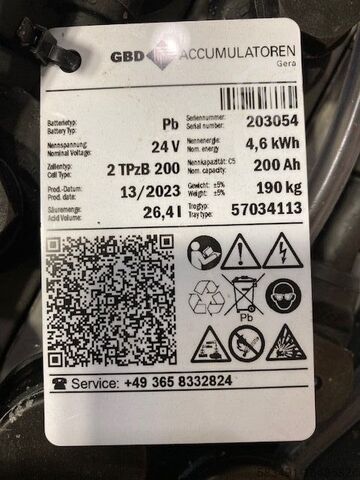 GBD ACCUMULATOREN
Gera
Batterietyp: Pb Seriennummer: 203054
Battery Typ: Serial number:
Nennspannung: 24 V Nennenergie: 4,6 kWh
Nominal Voltage: Nom. energy:
Zellentyp: 2 TPzB 200 Nennkapazität: C5 200 Ah
Cell Type: Nom. capacity:
Prod.-Datum: 13/2023 Gewicht: ±5% 190 kg
Prod. date: Weight: ±5%
Säuremenge: 26,4 l Trogtyp: 57034113
Acid Volume: Tray type:
Pb
Service: +49 365 8332824